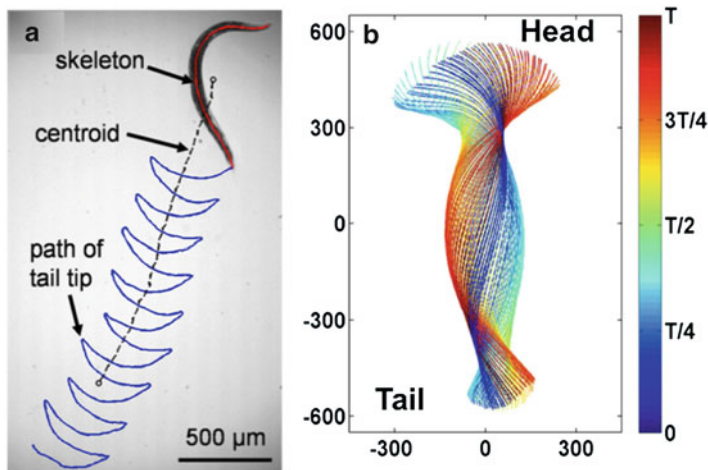 a
skeleton
centroid
path of
tail tip
500 µm
b
Head
Tail
600
300
0
-300
-600
-300
0
300
T
3T/4
T/2
T/4
0